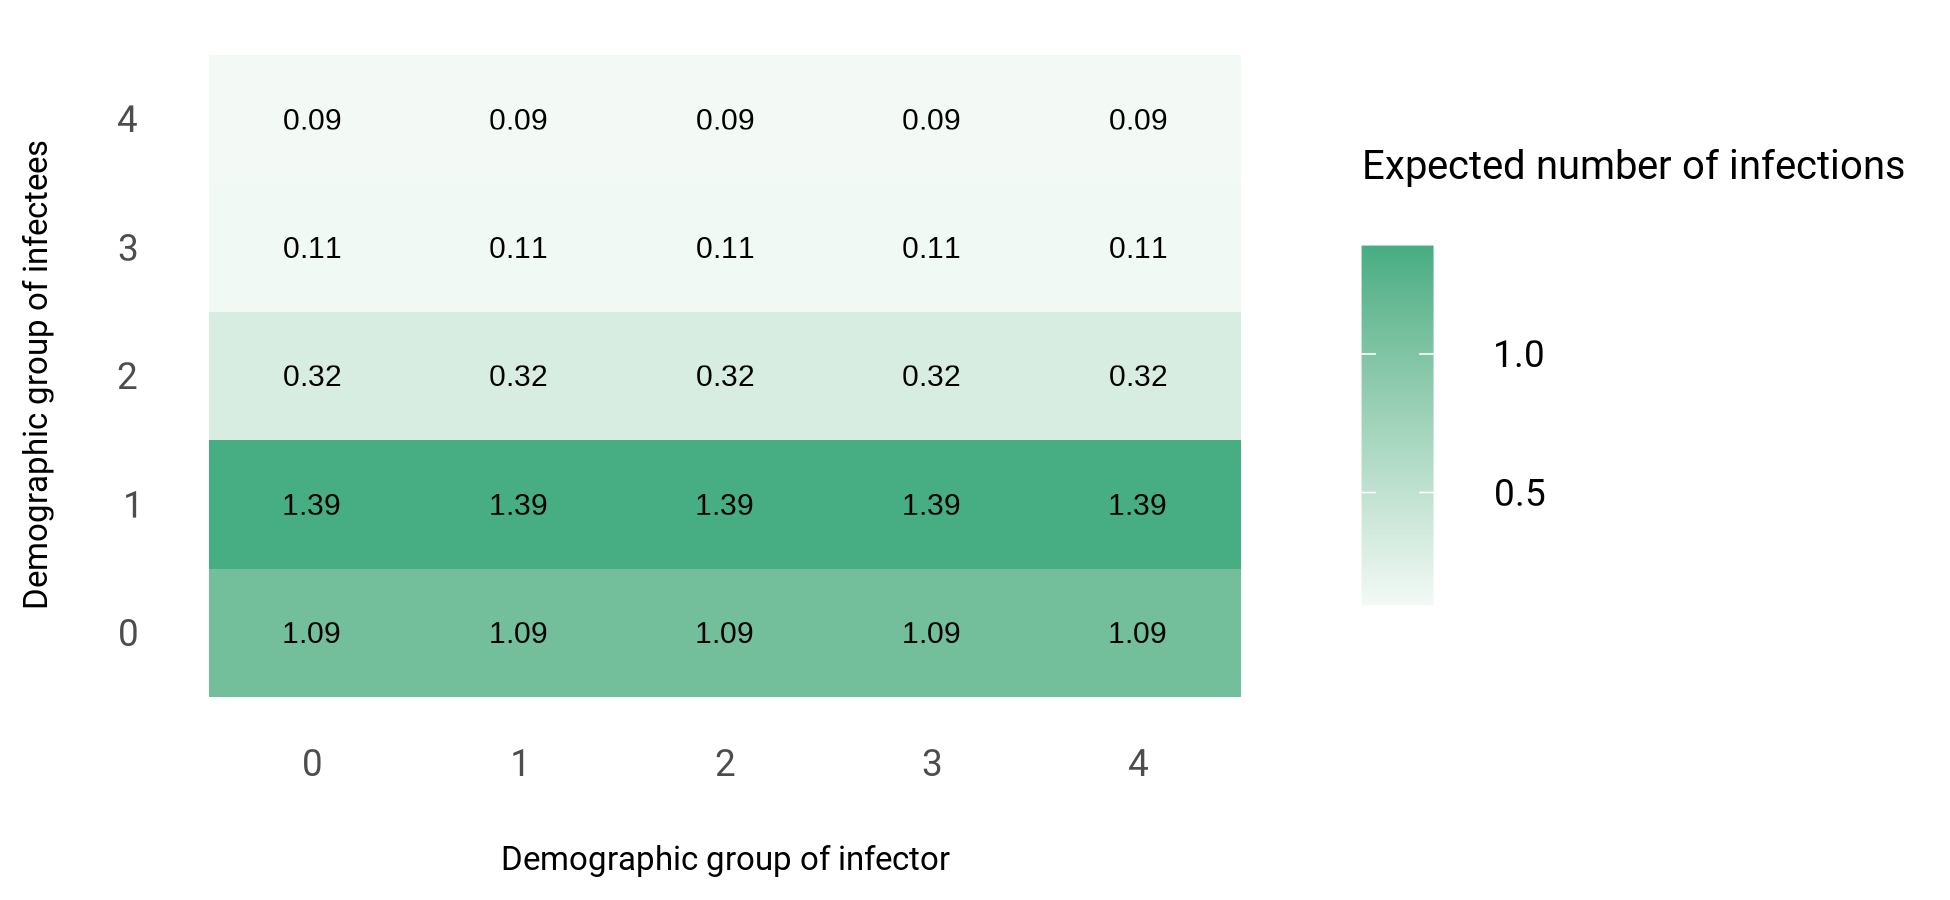 Demographic group of infectees
4 0.09 0.09 0.09 0.09 0.09
3 0.11 0.11 0.11 0.11 0.11
2 0.32 0.32 0.32 0.32 0.32
1 1.39 1.39 1.39 1.39 1.39
0 1.09 1.09 1.09 1.09 1.09
0 1 2 3 4
Demographic group of infector
Expected number of infections
1.0
0.5